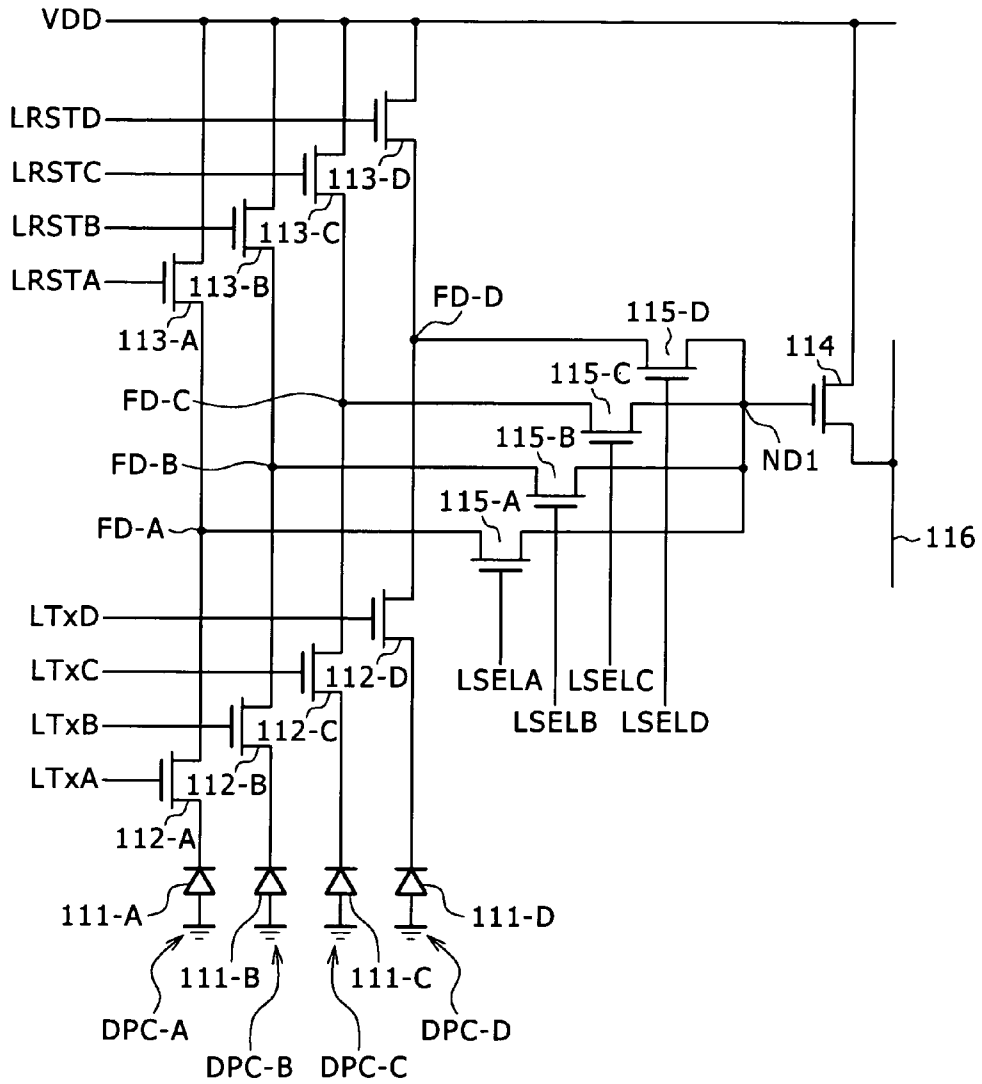 VDD
LRSTD
LRSTC
113-D
LRSTB
113-C
LRSTA
113-B
113-A
FD-D
115-D
114
115-C
FD-C
115-B
ND1
FD-B
115-A
FD-A
116
LTxD
LTxC
112-D
LSELA
LSELC
LTxB
112-C
LSELB
LSELD
LTxA
112-B
112-A
111-A
111-D
111-B
111-C
DPC-A
DPC-D
DPC-B
DPC-C